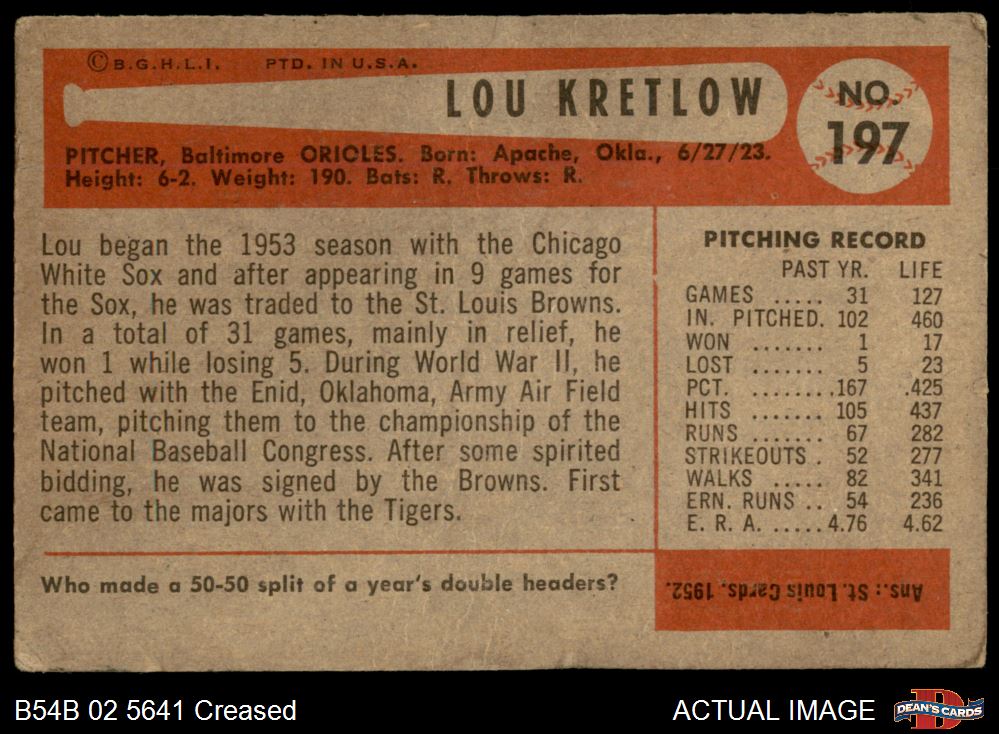 ©B.G.H.L.I. PTD. IN U.S.A.
LOU KRETLOW
NO.
197
PITCHER, Baltimore ORIOLES. Born: Apache, Okla., 6/27/23.
Height: 6-2. Weight: 190. Bats: R. Throws: R.
Lou began the 1953 season with the Chicago
White Sox and after appearing in 9 games for
the Sox, he was traded to the St. Louis Browns.
In a total of 31 games, mainly in relief, he
won 1 while losing 5. During World War II, he
pitched with the Enid, Oklahoma, Army Air Field
team, pitching them to the championship of the
National Baseball Congress. After some spirited
bidding, he was signed by the Browns. First
came to the majors with the Tigers.
PITCHING RECORD
PAST YR. LIFE
GAMES ..... 31 127
IN. PITCHED. 102 460
WON ....... 1 17
LOST ....... 5 23
PCT. ........167 .425
HITS ....... 105 437
RUNS ....... 67 282
STRIKEOUTS . 52 277
WALKS ..... 82 341
ERN. RUNS .. 54 236
E. R. A. .....4.76 4.62
Who made a 50-50 split of a year's double headers?
Ans.: St. Louis Cards, 1952.
B54B 02 5641 Creased
ACTUAL IMAGE
DEAN'S CARDS